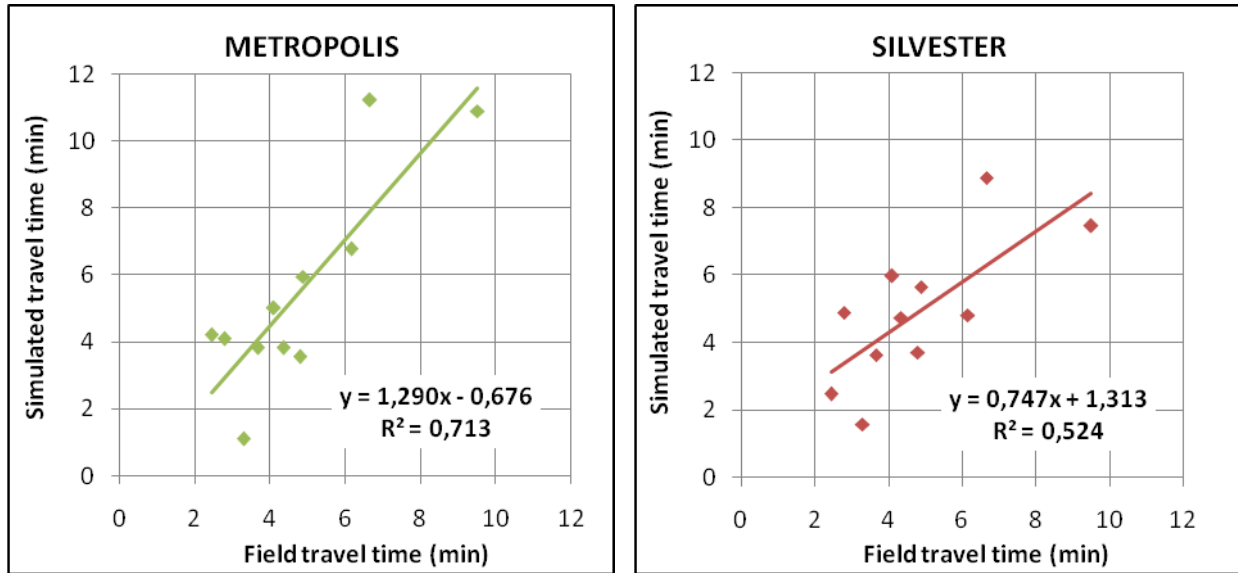 METROPOLIS
12
10
8
6
4
2
0
Simulated travel time (min)
y = 1,290x - 0,676
R² = 0,713
0 2 4 6 8 10 12
Field travel time (min)
SILVESTER
12
10
8
6
4
2
0
Simulated travel time (min)
y = 0,747x + 1,313
R² = 0,524
0 2 4 6 8 10 12
Field travel time (min)